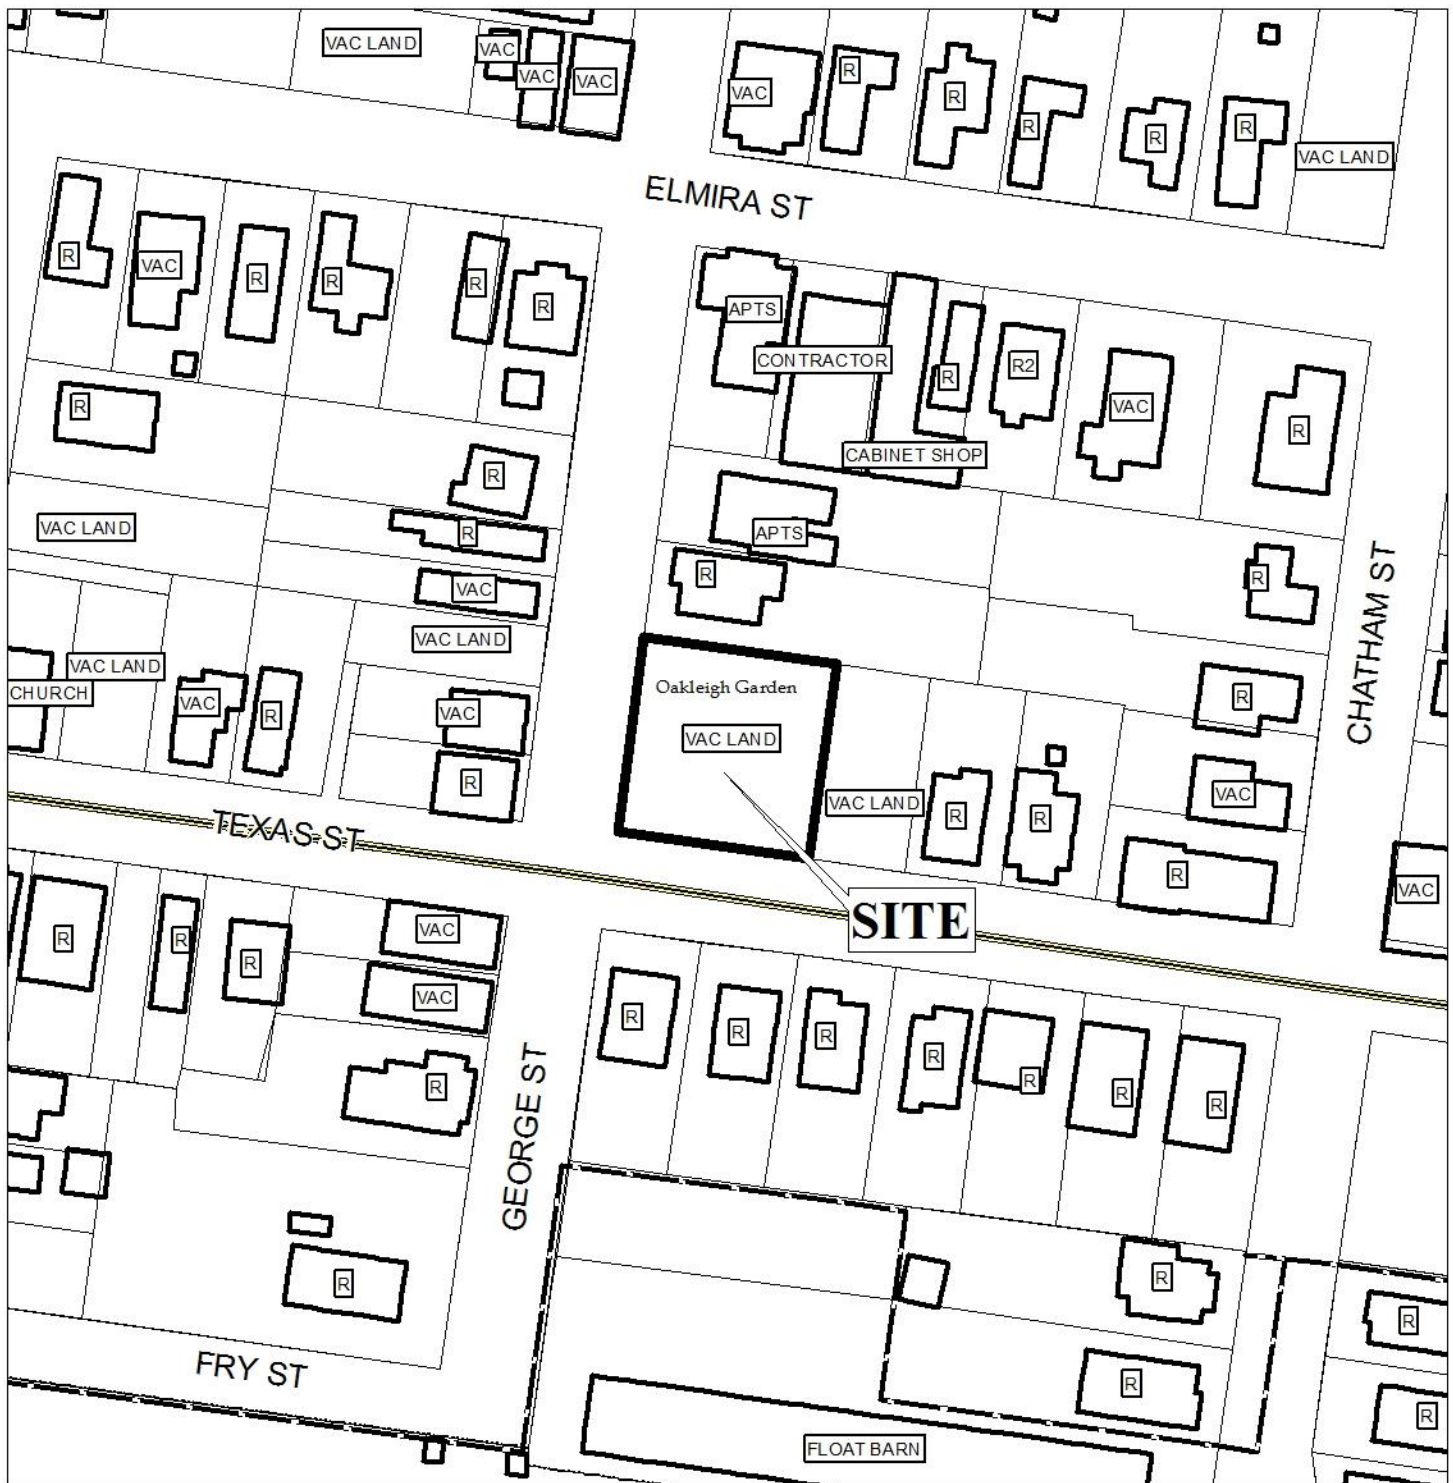 VAC LAND
VAC
VAC
VAC
VAC
R
R
R
R
R
VAC LAND
ELMIRA ST
R
VAC
R
R
R
R
APTS
CONTRACTOR
R
R2
VAC
R
R
CABINET SHOP
R
VAC LAND
R
APTS
VAC
R
R
CHATHAM ST
VAC LAND
VAC LAND
CHURCH
VAC
R
VAC
Oakleigh Garden
VAC LAND
R
R
VAC LAND
R
R
VAC
TEXAS ST
R
VAC
SITE
R
R
R
VAC
VAC
R
R
R
R
R
R
R
R
GEORGE ST
R
R
R
FRY ST
R
R
FLOAT BARN